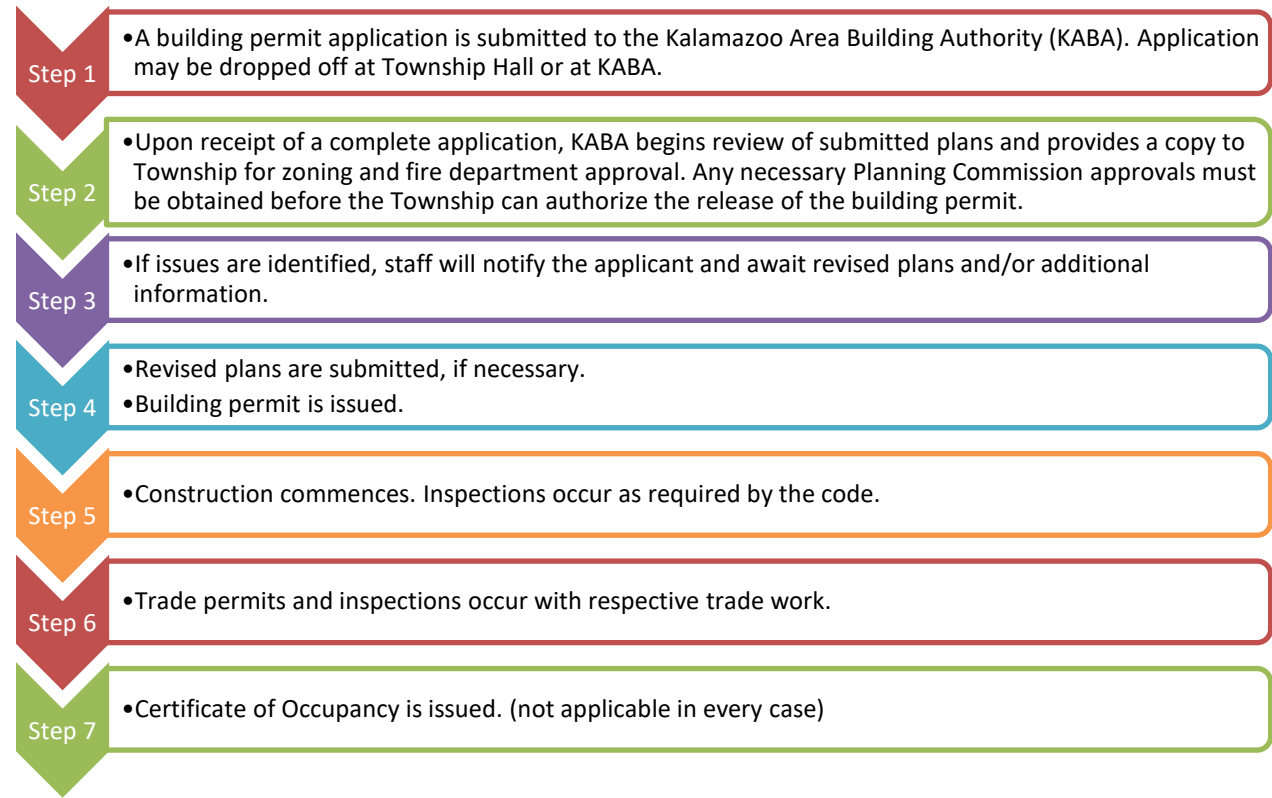 Step 1
•A building permit application is submitted to the Kalamazoo Area Building Authority (KABA). Application
may be dropped off at Township Hall or at KABA.
Step 2
•Upon receipt of a complete application, KABA begins review of submitted plans and provides a copy to
Township for zoning and fire department approval. Any necessary Planning Commission approvals must
be obtained before the Township can authorize the release of the building permit.
Step 3
•If issues are identified, staff will notify the applicant and await revised plans and/or additional
information.
Step 4
•Revised plans are submitted, if necessary.
•Building permit is issued.
Step 5
•Construction commences. Inspections occur as required by the code.
Step 6
•Trade permits and inspections occur with respective trade work.
Step 7
•Certificate of Occupancy is issued. (not applicable in every case)